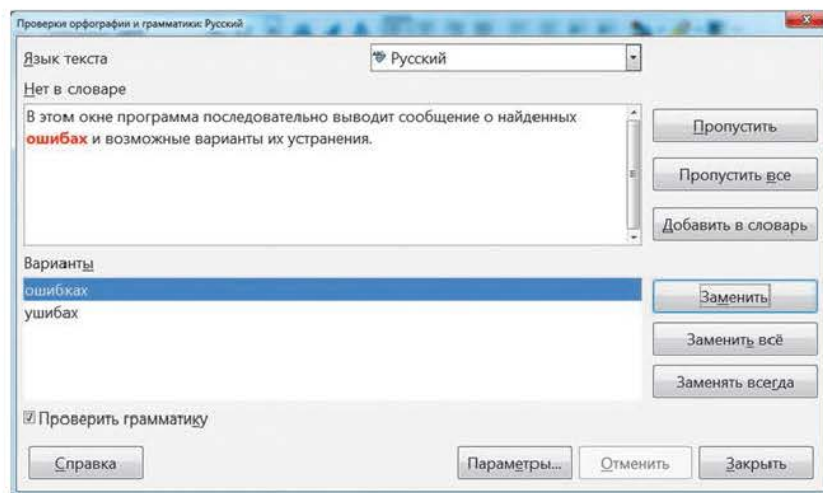 Проверки орфографии и грамматики: Русский
Язык текста
Русский
Нет в словаре
В этом окне программа последовательно выводит сообщение о найденных
ошибах и возможные варианты их устранения.
Пропустить
Пропустить все
Добавить в словарь
Варианты
ошибках
ушибах
Заменить
Заменить всё
Заменять всегда
Проверить грамматику
Справка
Параметры...
Отменить
Закрыть